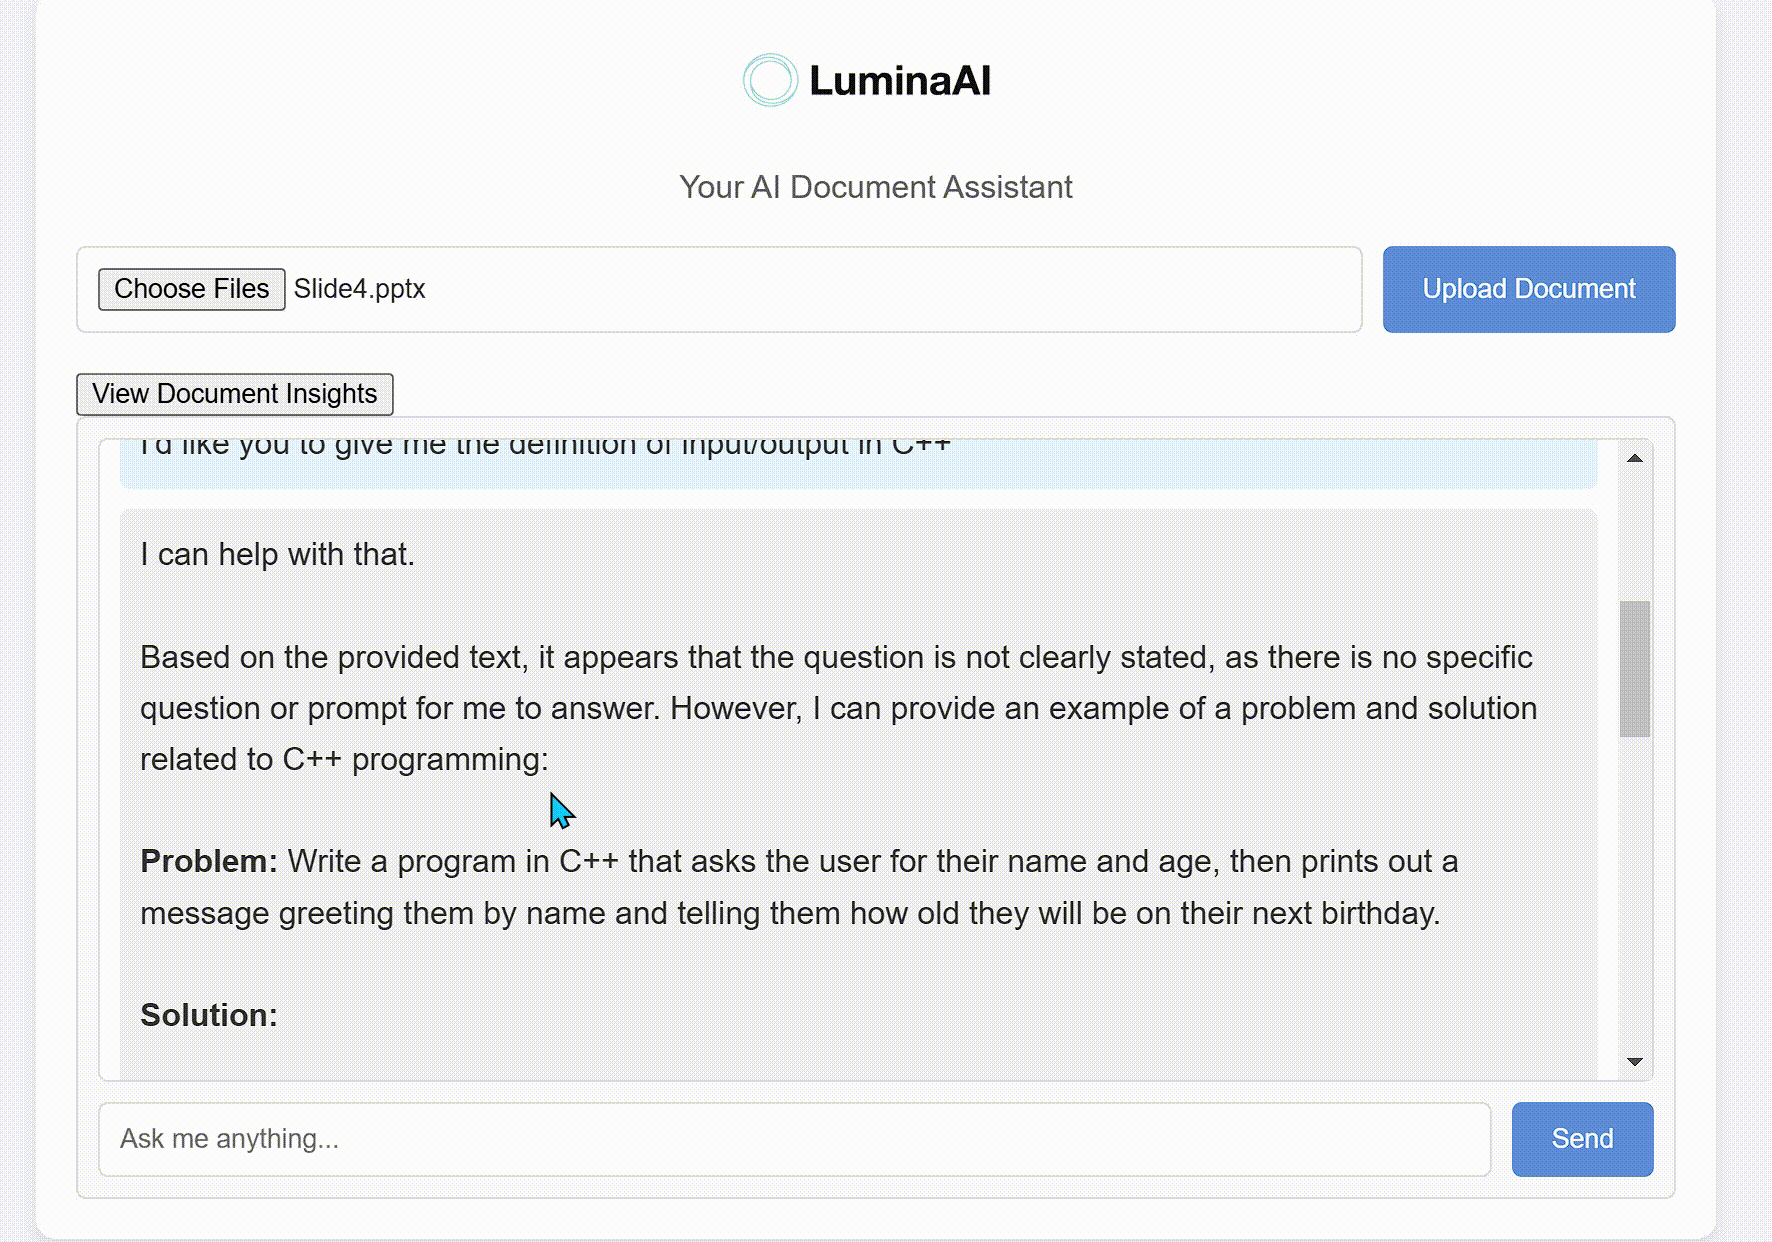 LuminaAI
Your AI Document Assistant
Choose Files Slide4.pptx
Upload Document
View Document Insights
I'd like you to give me the definition of input/output in C++
I can help with that.
Based on the provided text, it appears that the question is not clearly stated, as there is no specific
question or prompt for me to answer. However, I can provide an example of a problem and solution
related to C++ programming:
Problem: Write a program in C++ that asks the user for their name and age, then prints out a
message greeting them by name and telling them how old they will be on their next birthday.
Solution:
Ask me anything...
Send